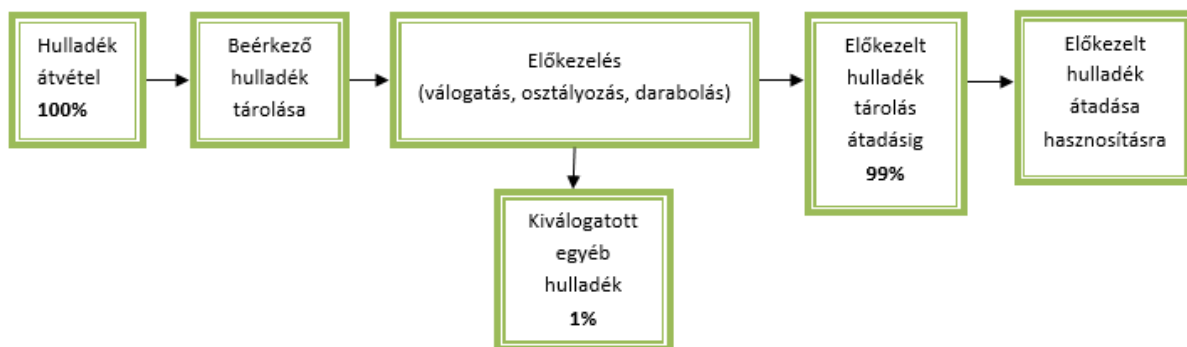 Hulladék
átvétel
100%
Beérkező
hulladék
tárolása
Előkezelés
(válogatás, osztályozás, darabolás)
Előkezelt
hulladék
tárolás
átadásig
99%
Előkezelt
hulladék
átadása
hasznosításra
Kiválogatott
egyéb
hulladék
1%